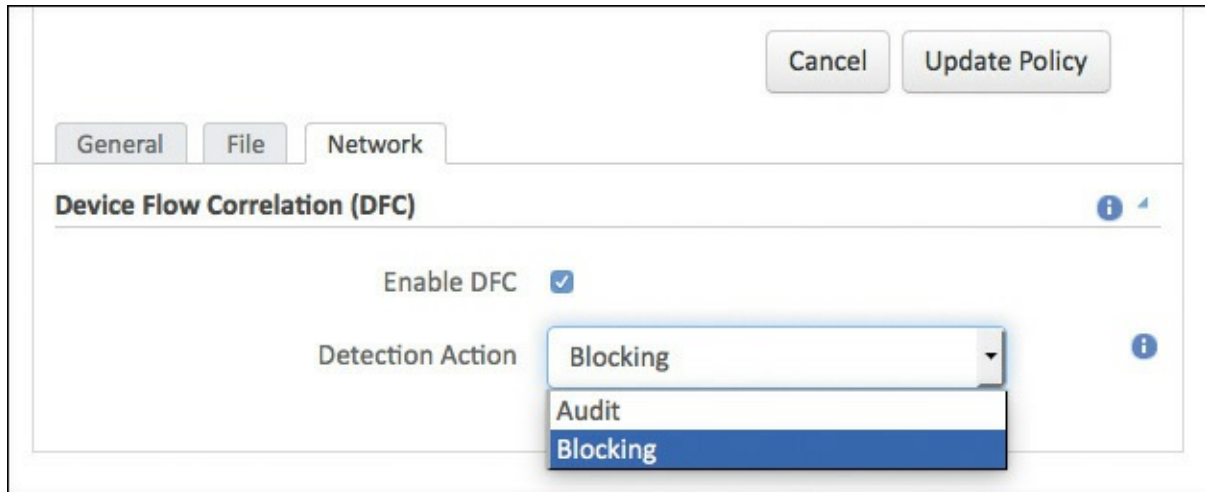 Cancel Update Policy
General File Network
Device Flow Correlation (DFC)
Enable DFC
Detection Action Blocking
Audit
Blocking